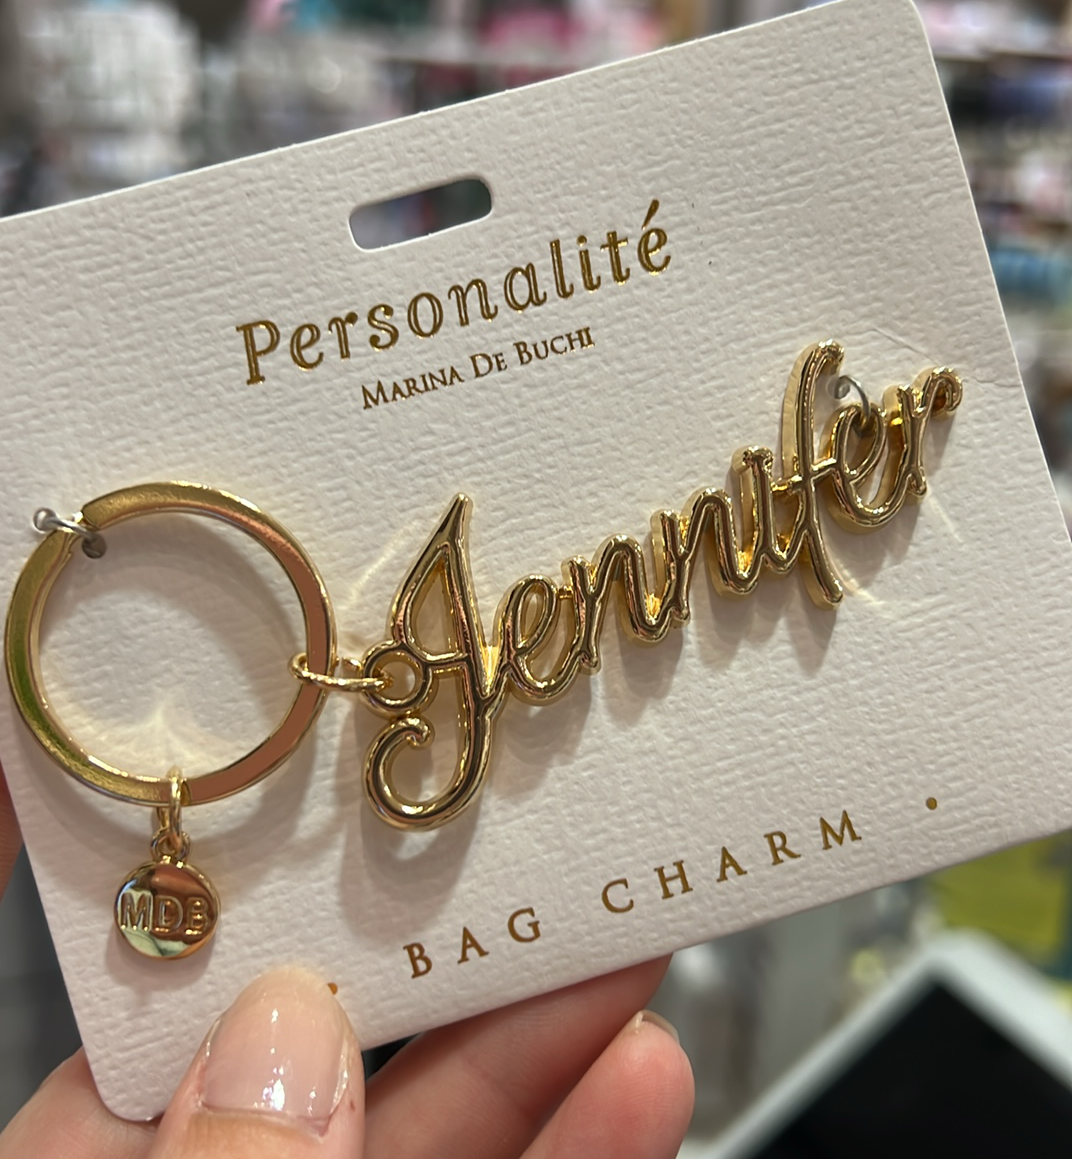 Personalité
MARINA DE BUCHI
Jennifer
MDB
• BAG CHARM •